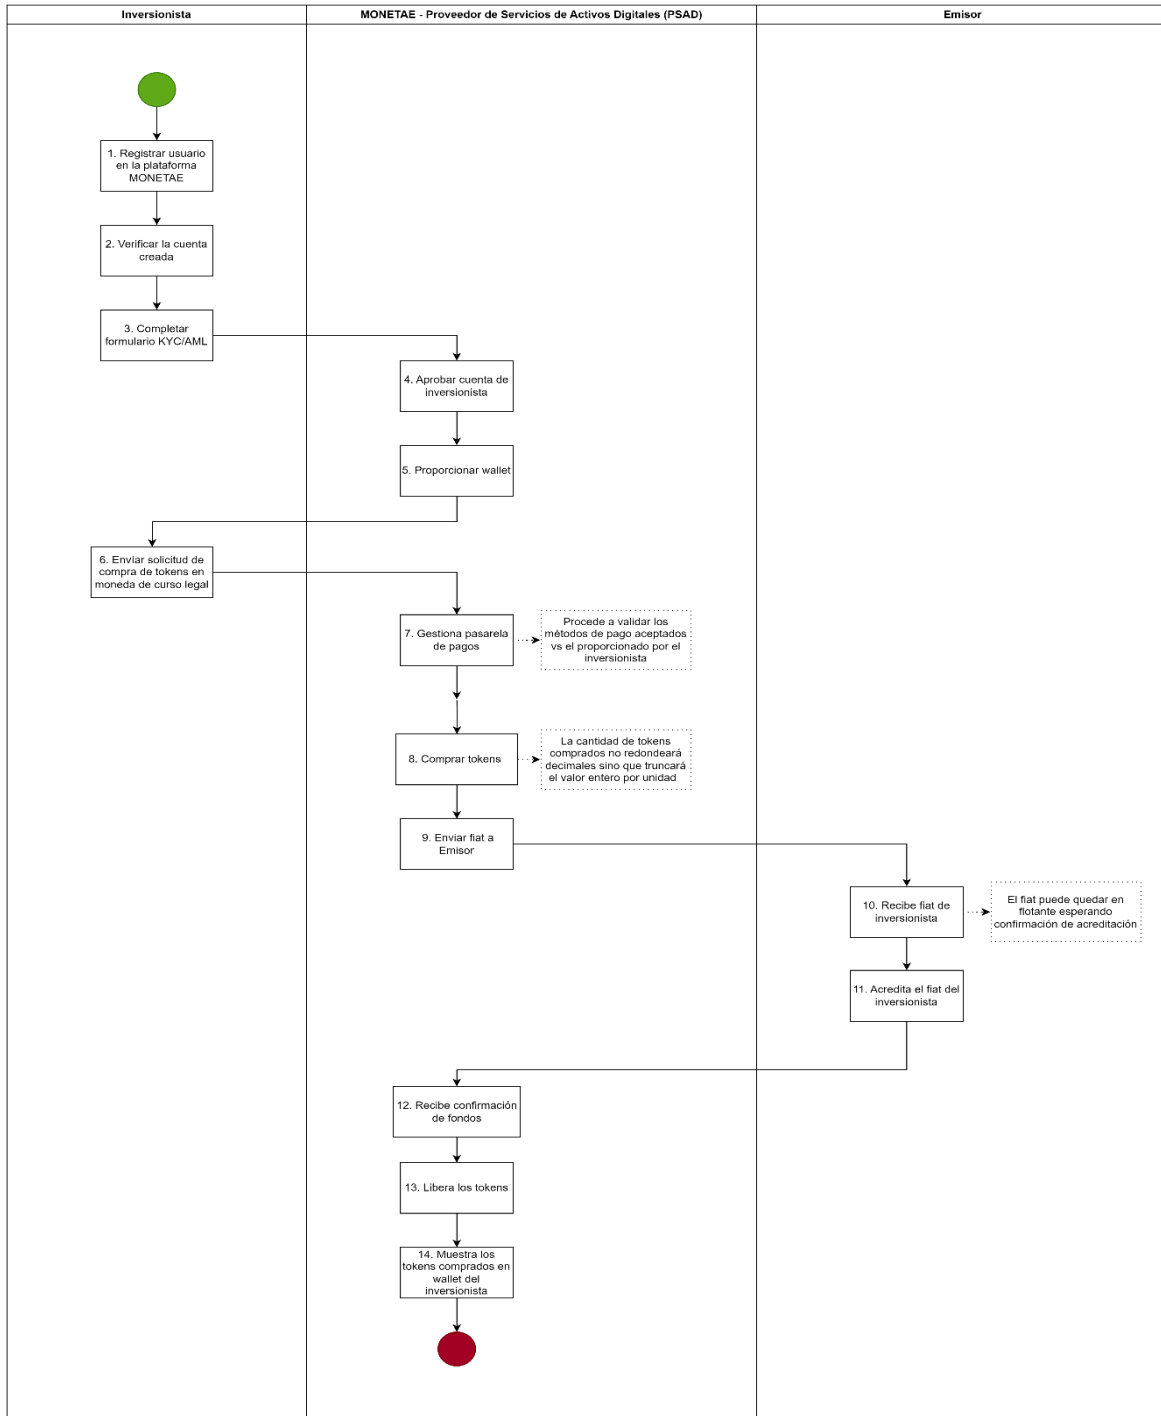 Inversionista
MONETAE - Proveedor de Servicios de Activos Digitales (PSAD)
Emisor
1. Registrar usuario
en la plataforma
MONETAE
2. Verificar la cuenta
creada
3. Completar
formulario KYC/AML
4. Aprobar cuenta de
inversionista
5. Proporcionar wallet
6. Envíar solicitud de
compra de tokens en
moneda de curso legal
7. Gestiona pasarela
de pagos
Procede a validar los
métodos de pago aceptados
vs el proporcionado por el
inversionista
8. Comprar tokens
La cantidad de tokens
comprados no redondeará
decimales sino que truncará
el valor entero por unidad
9. Enviar fiat a
Emisor
10. Recibe fiat de
inversionista
El fiat puede quedar en
flotante esperando
confirmación de acreditación
11. Acredita el fiat del
inversionista
12. Recibe confirmación
de fondos
13. Libera los tokens
14. Muestra los
tokens comprados en
wallet del
inversionista